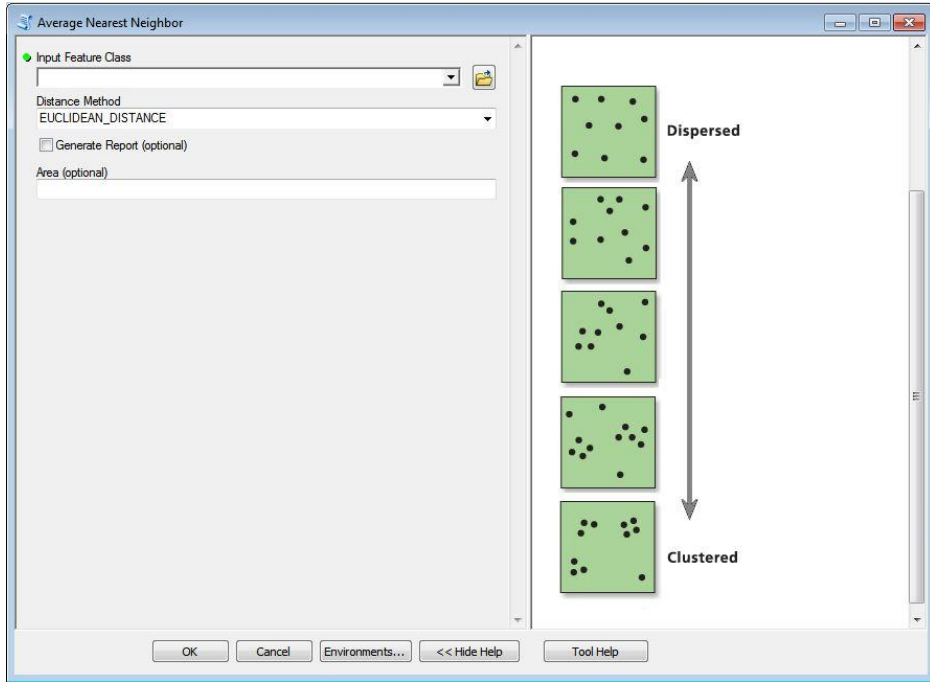 Average Nearest Neighbor
Input Feature Class
Distance Method
EUCLIDEAN_DISTANCE
Generate Report (optional)
Area (optional)
Dispersed
Clustered
OK
Cancel
Environments...
<< Hide Help
Tool Help